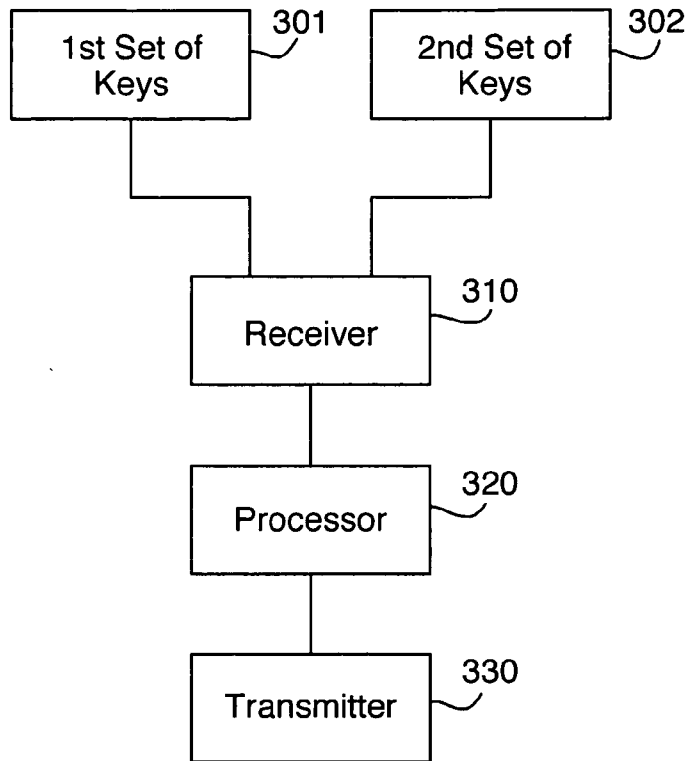 1st Set of
Keys
301
2nd Set of
Keys
302
Receiver
310
Processor
320
Transmitter
330